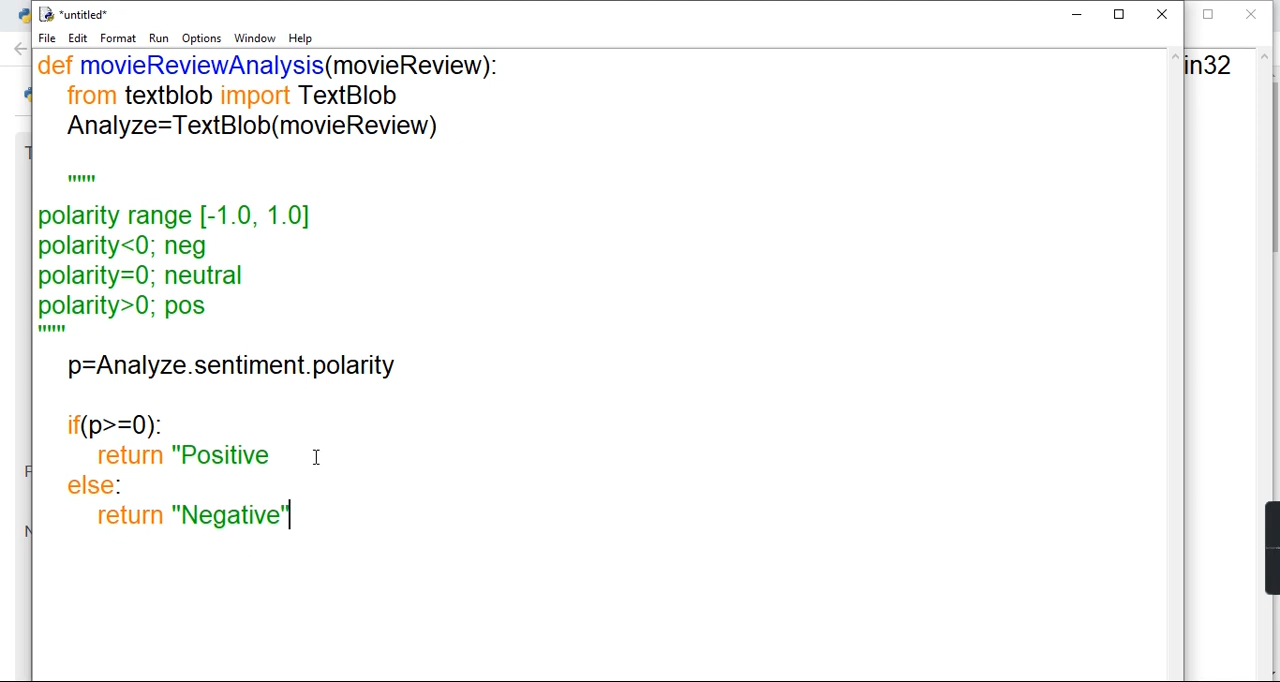 *untitled*
File Edit Format Run Options Window Help
def movieReviewAnalysis(movieReview):
in32
from textblob import TextBlob
Analyze=TextBlob(movieReview)
"""
polarity range [-1.0, 1.0]
polarity<0; neg
polarity=0; neutral
polarity>0; pos
"""
p=Analyze.sentiment.polarity
if(p>=0):
return "Positive
else:
return "Negative"